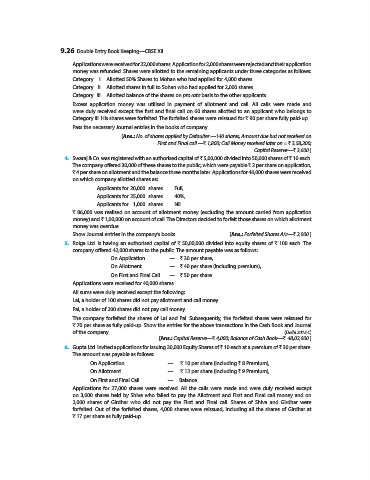 9.26 Double Entry Book Keeping—CBSE XII
Applications were received for 32,000 shares. Application for 2,000 shares were rejected and their application
money was refunded. Shares were allotted to the remaining applicants under three categories as follows:
Category I Allotted 50% Shares to Mohan who had applied for 4,000 shares
Category II Allotted shares in full to Sohan who had applied for 2,000 shares;
Category III Allotted balance of the shares on pro rata basis to the other applicants.
Excess application money was utilised in payment of allotment and call. All calls were made and
were duly received except the first and final call on 60 shares allotted to an applicant who belongs to
Category III. His shares were forfeited. The forfeited shares were reissued for ₹ 90 per share fully paid-up.
Pass the necessary Journal entries in the books of company.
[Ans.: No. of shares applied by Defaulter —140 shares; Amount due but not received on
First and Final call —₹ 1,200; Call Money received later on = ₹ 3,58,200;
Capital Reserve—₹ 3,600.]
4. Swaraj & Co. was registered with an authorised capital of ₹ 5,00,000 divided into 50,000 shares of ₹ 10 each.
The company offered 30,000 of these shares to the public, which were payable ₹ 3 per share on application,
₹ 4 per share on allotment and the balance three months later. Applications for 46,000 shares were received
on which company allotted shares as:
Applicants for 20,000 shares Full,
Applicants for 25,000 shares 40%,
Applicants for 1,000 shares Nil
₹ 86,000 was realised on account of allotment money (excluding the amount carried from application
money) and ₹ 1,00,000 on account of call. The Directors decided to forfeit those shares on which allotment
money was overdue.
Show Journal entries in the company's books. [Ans.: Forfeited Shares A/c—₹ 2,000.]
5. Raiga Ltd. is having an authorised capital of ₹ 50,00,000 divided into equity shares of ₹ 100 each. The
company offered 42,000 shares to the public. The amount payable was as follows:
On Application — ₹ 30 per share,
On Allotment — ₹ 40 per share (including premium),
On First and Final Call — ₹ 50 per share
Applications were received for 40,000 shares.
All sums were duly received except the following:
Lal, a holder of 100 shares did not pay allotment and call money.
Pal, a holder of 200 shares did not pay call money.
The company forfeited the shares of Lal and Pal. Subsequently, the forfeited shares were reissued for
₹ 70 per share as fully paid-up. Show the entries for the above transactions in the Cash Book and Journal
of the company.
[Ans.: Capital Reserve—₹ 4,000; Balance of Cash Book—₹ 48,02,000.]
6. Gupta Ltd. invited applications for issuing 30,000 Equity Shares of ₹ 10 each at a premium of ₹ 30 per share.
The amount was payable as follows:
On Application — ₹ 10 per share (including ₹ 8 Premium),
On Allotment — ₹ 13 per share (including ₹ 9 Premium),
On First and Final Call — Balance.
Applications for 27,000 shares were received. All the calls were made and were duly received except
on 3,000 shares held by Shiva who failed to pay the Allotment and First and Final call money and on
2,000 shares of Girdhar who did not pay the First and Final call. Shares of Shiva and Girdhar were
forfeited. Out of the forfeited shares, 4,000 shares were reissued, including all the shares of Girdhar at
₹ 17 per share as fully paid-up.